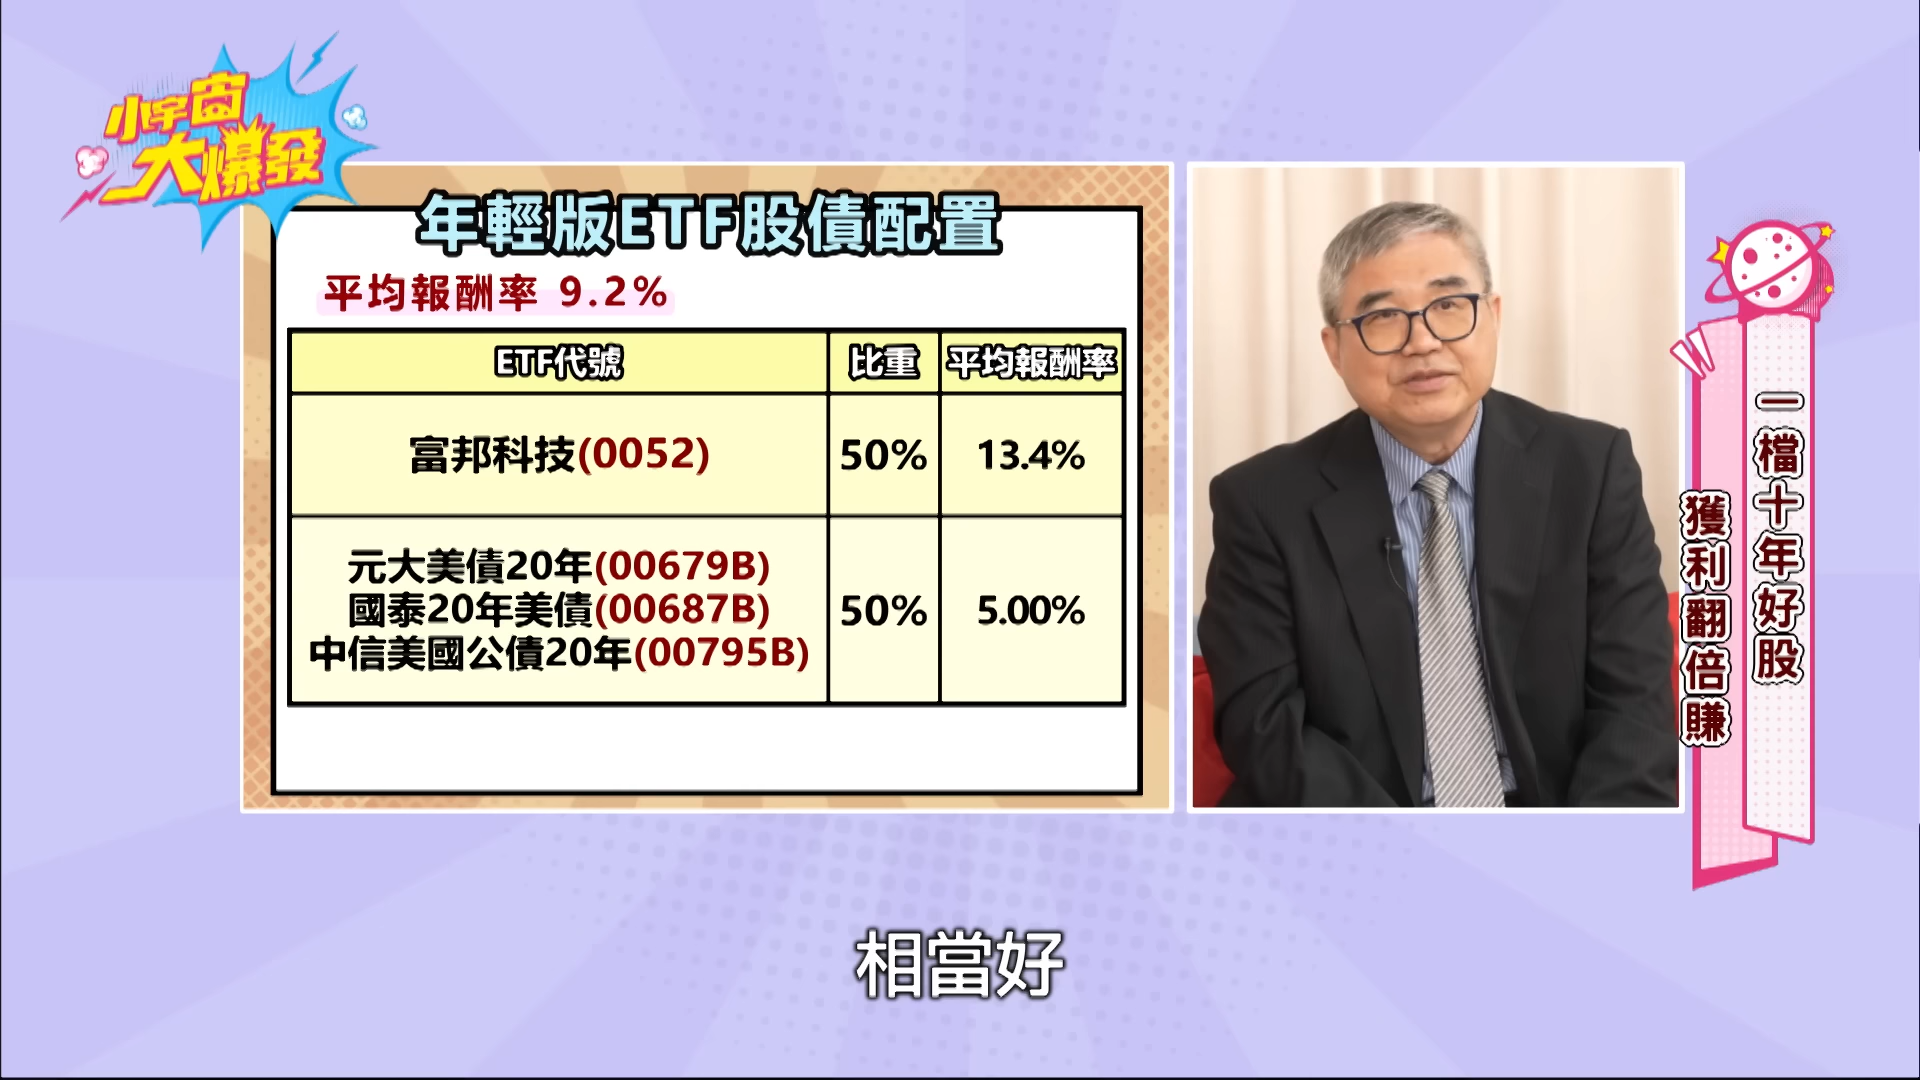 小宇宙
大爆發
年輕版ETF股債配置
平均報酬率 9.2%
ETF代號 比重 平均報酬率
富邦科技(0052) 50% 13.4%
元大美債20年(00679B)
國泰20年美債(00687B) 50% 5.00%
中信美國公債20年(00795B)
一檔十年好股
獲利翻倍賺
相當好